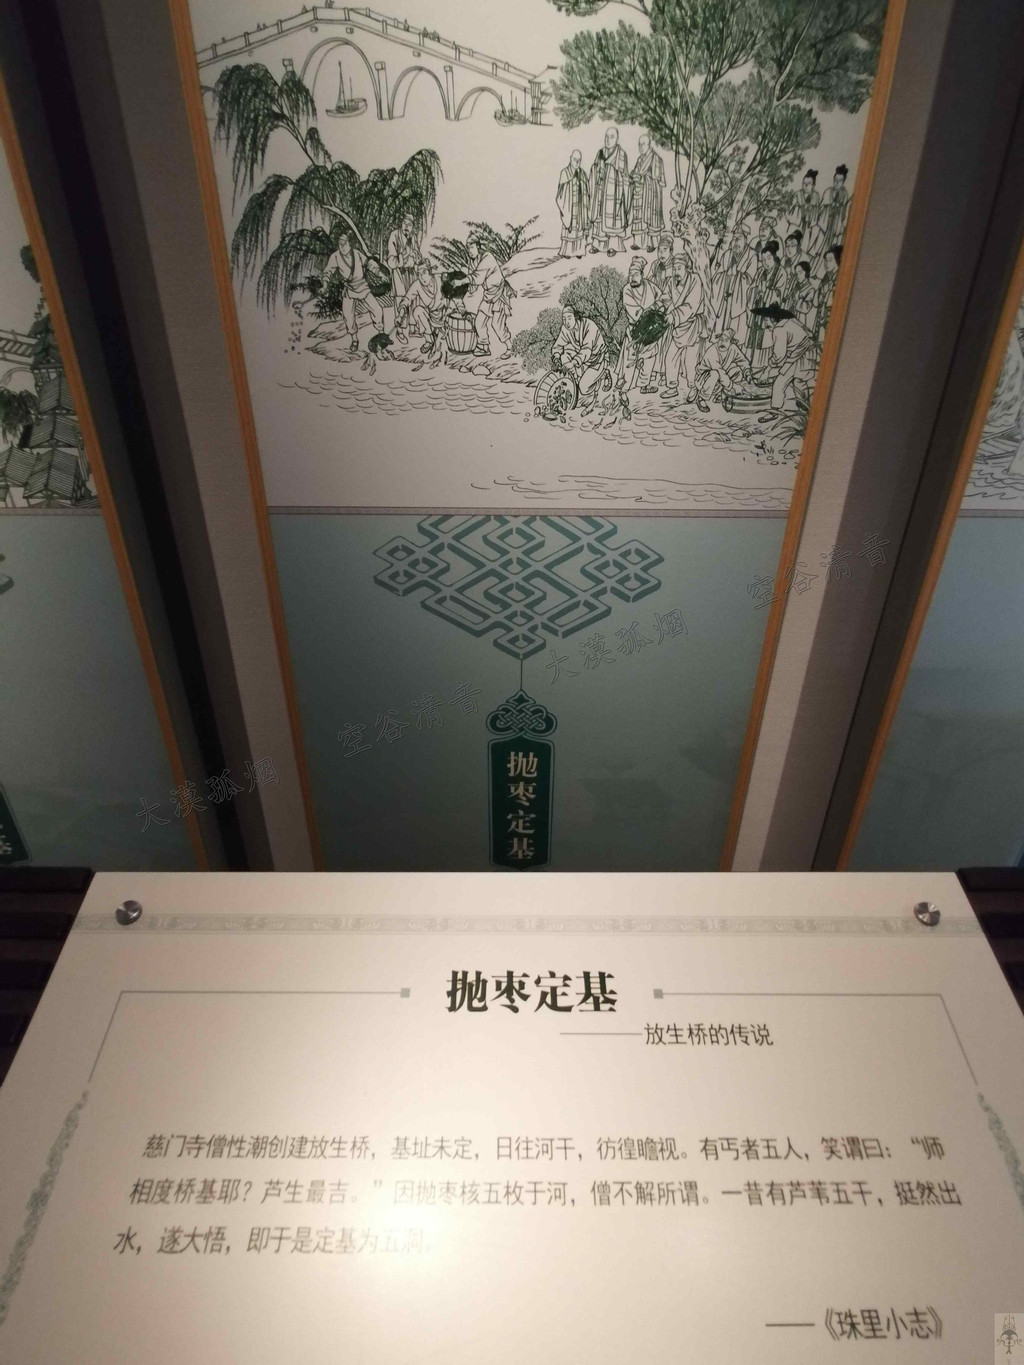 空谷清音
大漠孤烟
空谷清音
大漠孤烟
抛枣定基
基
抛枣定基
——放生桥的传说
慈门寺僧性潮创建放生桥，基址未定，日往河干，彷徨瞻视。有丐者五人，笑谓曰：“师
相度桥基耶？芦生最吉。”因抛枣核五枚于河，僧不解所谓。一昔有芦苇五干，挺然出
水，遂大悟，即于是定基为五洞。
——《珠里小志》